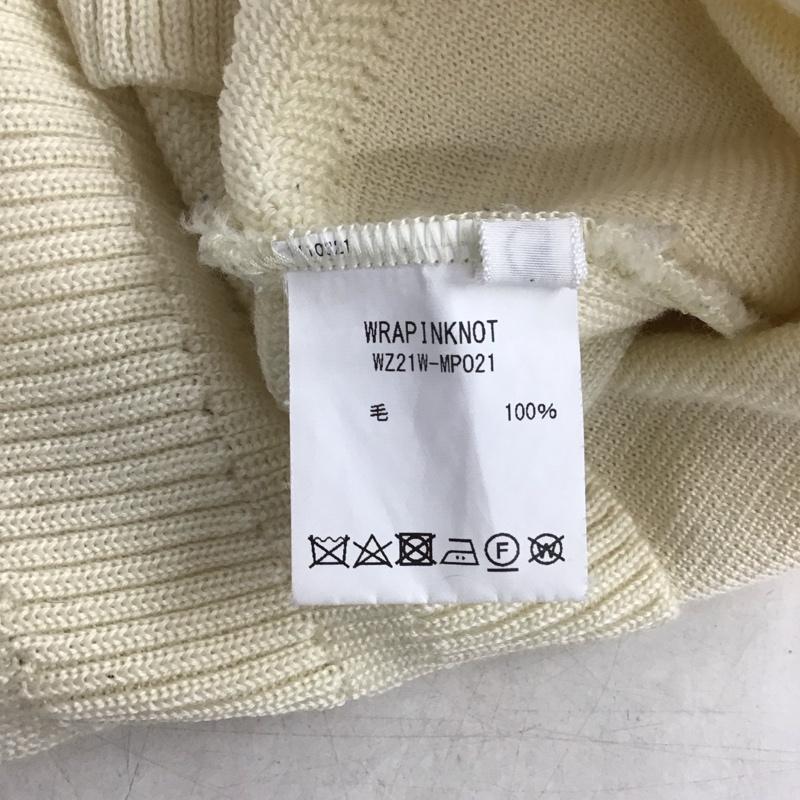 WRAPINKNOT
WZ21W-MP021
毛 100%
F
W